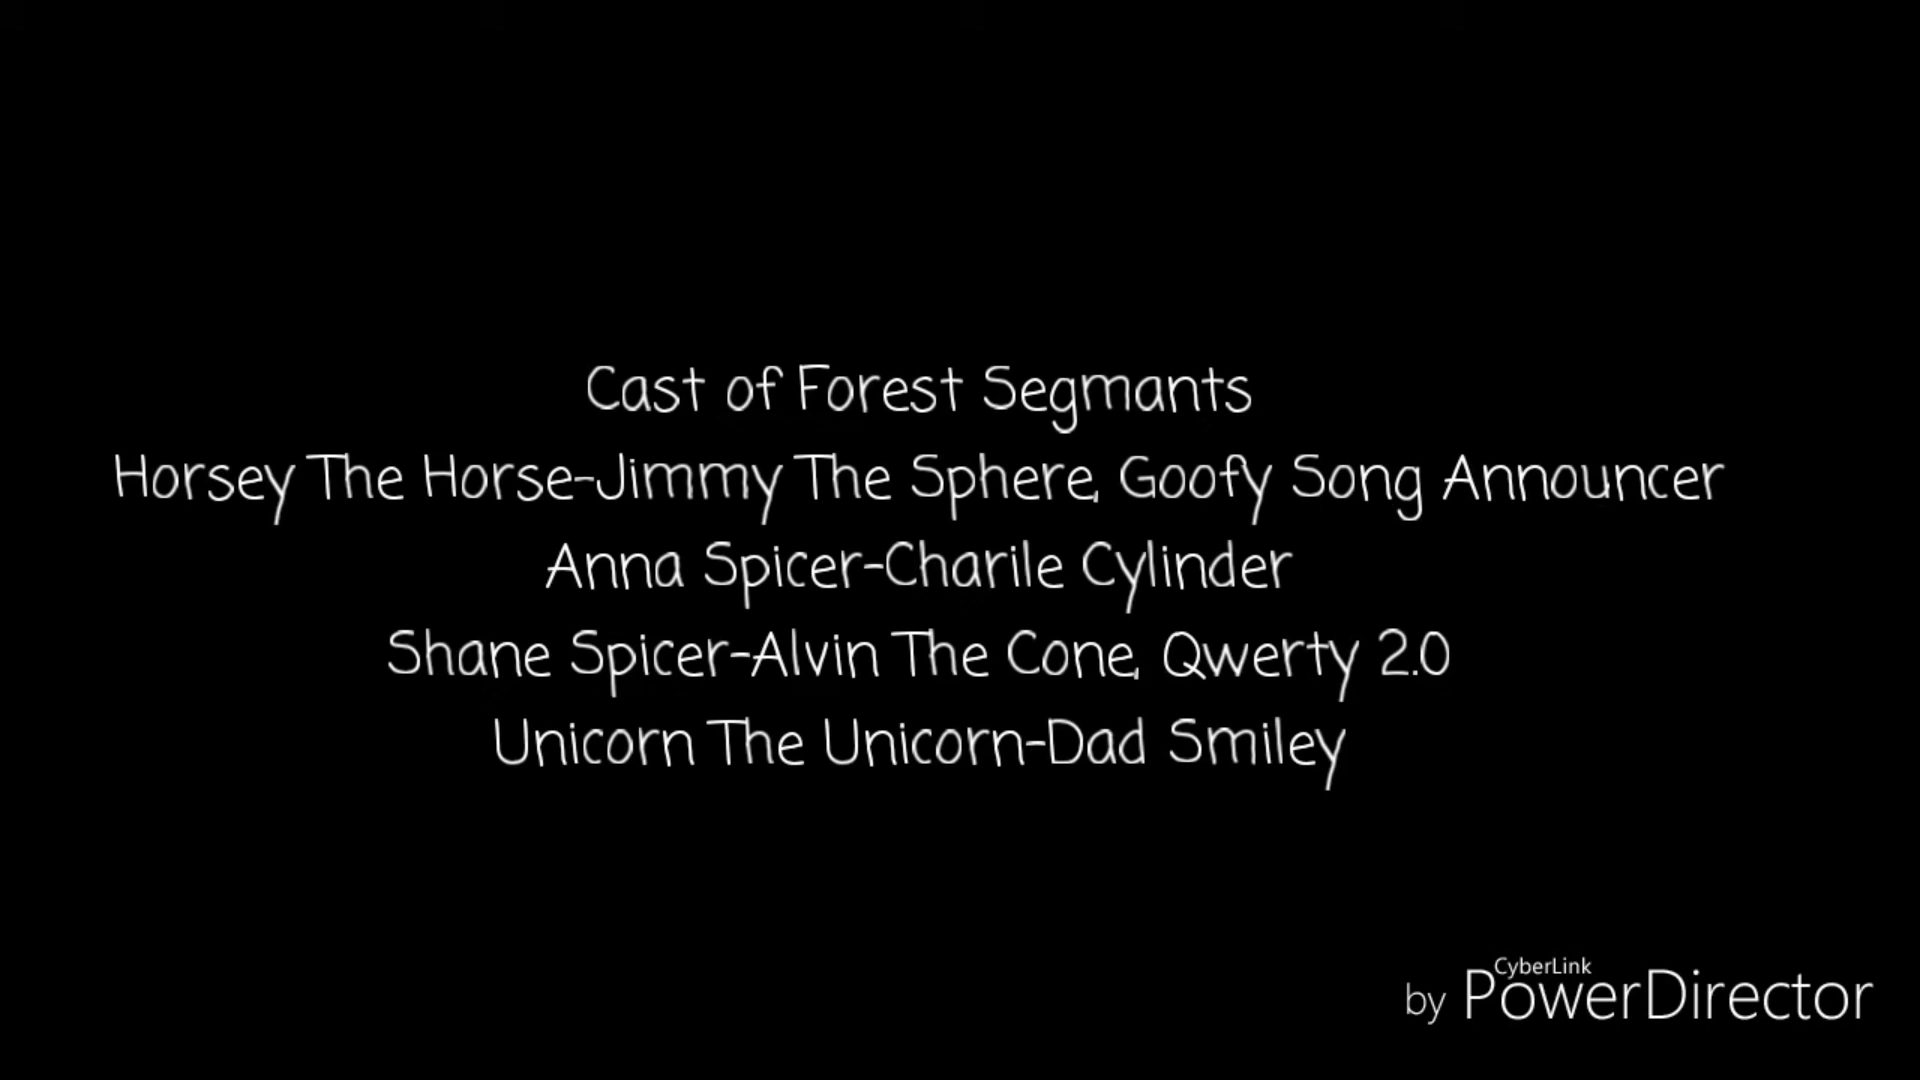 Cast of Forest Segmants
Horsey The Horse-Jimmy The Sphere, Goofy Song Announcer
Anna Spicer-Charile Cylinder
Shane Spicer-Alvin The Cone, Qwerty 2.0
Unicorn The Unicorn-Dad Smiley
CyberLink
by PowerDirector